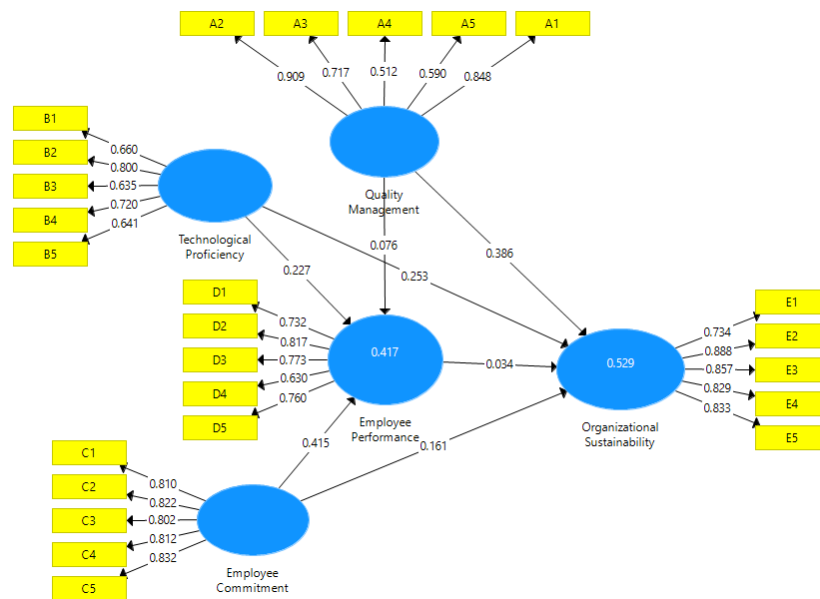 A2
A3
A4
A5
A1
0.909
0.717
0.512
0.590
0.848
B1
B2
B3
B4
B5
0.660
0.800
0.635
0.720
0.641
Technological
Proficiency
Quality
Management
0.076
0.386
0.227
0.253
D1
D2
D3
D4
D5
0.732
0.817
0.773
0.630
0.760
0.417
Employee
Performance
0.034
0.529
Organizational
Sustainability
E1
E2
E3
E4
E5
0.734
0.888
0.857
0.829
0.833
0.415
0.161
C1
C2
C3
C4
C5
0.810
0.822
0.802
0.812
0.832
Employee
Commitment